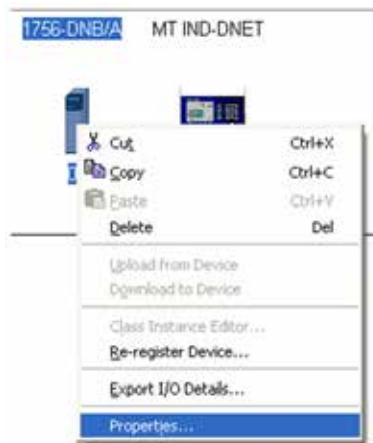 1756-DNB/A MT IND-DNET
Cut Ctrl+X
Copy Ctrl+C
Paste Ctrl+V
Delete Del
Upload from Device
Download to Device
Class Instance Editor...
Re-register Device...
Export I/O Details...
Properties...